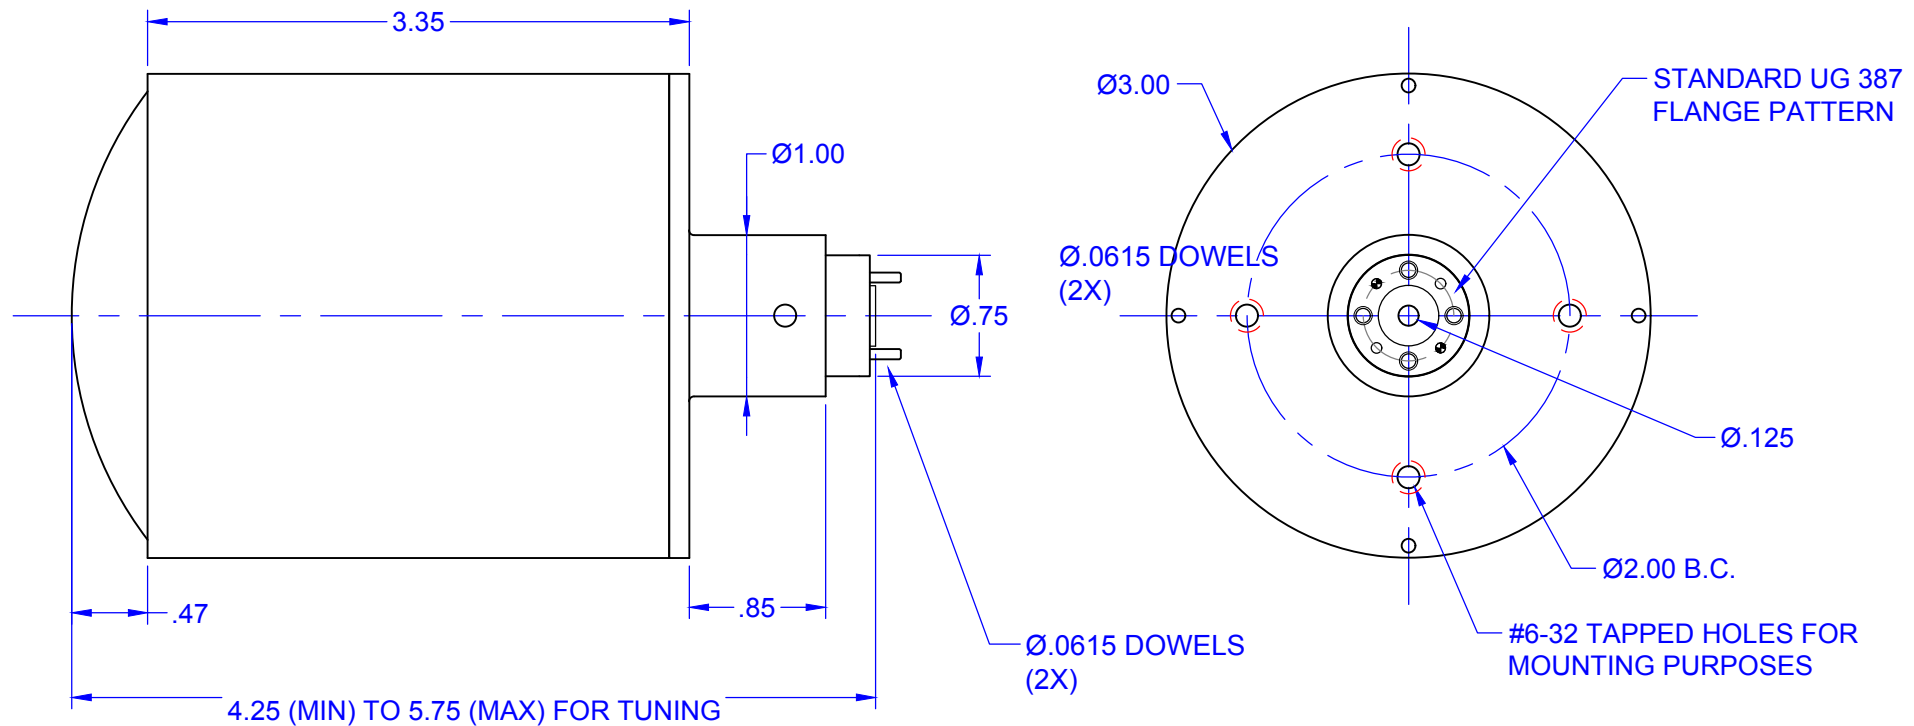 3.35
Ø1.00
Ø.75
.47
.85
Ø.0615 DOWELS
(2X)
4.25 (MIN) TO 5.75 (MAX) FOR TUNING
Ø3.00
STANDARD UG 387
FLANGE PATTERN
Ø.0615 DOWELS
(2X)
Ø.125
Ø2.00 B.C.
#6-32 TAPPED HOLES FOR
MOUNTING PURPOSES